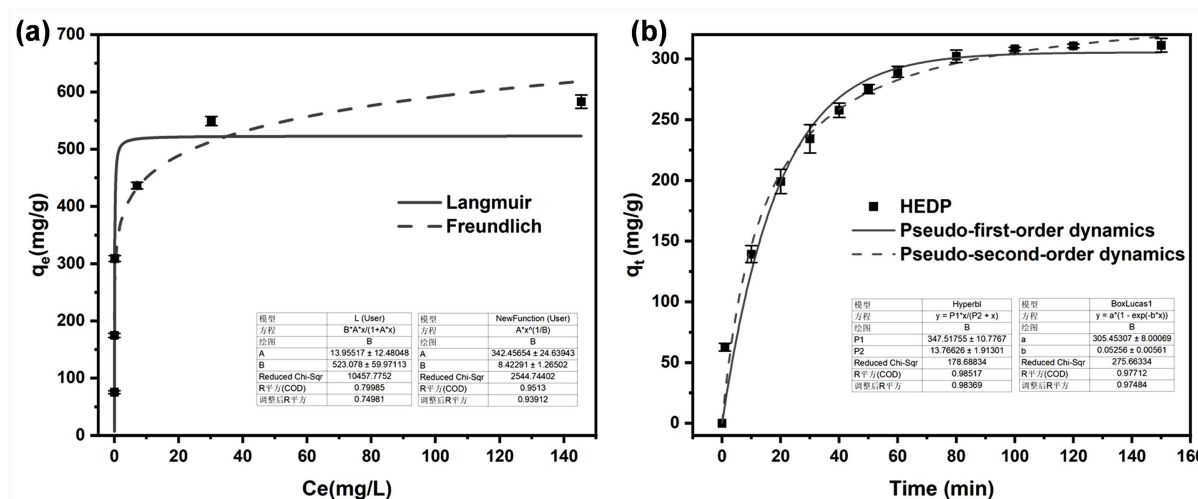 (a)
700
600
500
400
300
200
100
0
qe(mg/g)
0 20 40 60 80 100 120 140
Ce(mg/L)
Langmuir
Freundlich
模型 L (User)
方程 B*A*x/(1+A*x)
绘图 B
A 13.95517 ± 12.48048
B 523.078 ± 59.97113
Reduced Chi-Sqr 10457.7752
R平方(COD) 0.79985
调整后R平方 0.74981
模型 NewFunction (User)
方程 A*x^(1/B)
绘图 B
A 342.45654 ± 24.63943
B 8.42291 ± 1.26502
Reduced Chi-Sqr 2544.74402
R平方(COD) 0.9513
调整后R平方 0.93912
(b)
300
250
200
150
100
50
0
qt(mg/g)
0 20 40 60 80 100 120 140 160
Time (min)
HEDP
Pseudo-first-order dynamics
Pseudo-second-order dynamics
模型 Hyperbl
方程 y = P1*x/(P2 + x)
绘图 B
P1 347.51755 ± 10.7767
P2 13.76626 ± 1.91301
Reduced Chi-Sqr 178.68834
R平方(COD) 0.98517
调整后R平方 0.98369
模型 BoxLucas1
方程 y = a*(1 - exp(-b*x))
绘图 B
a 305.45307 ± 8.00069
b 0.05256 ± 0.00561
Reduced Chi-Sqr 275.66334
R平方(COD) 0.97712
调整后R平方 0.97484